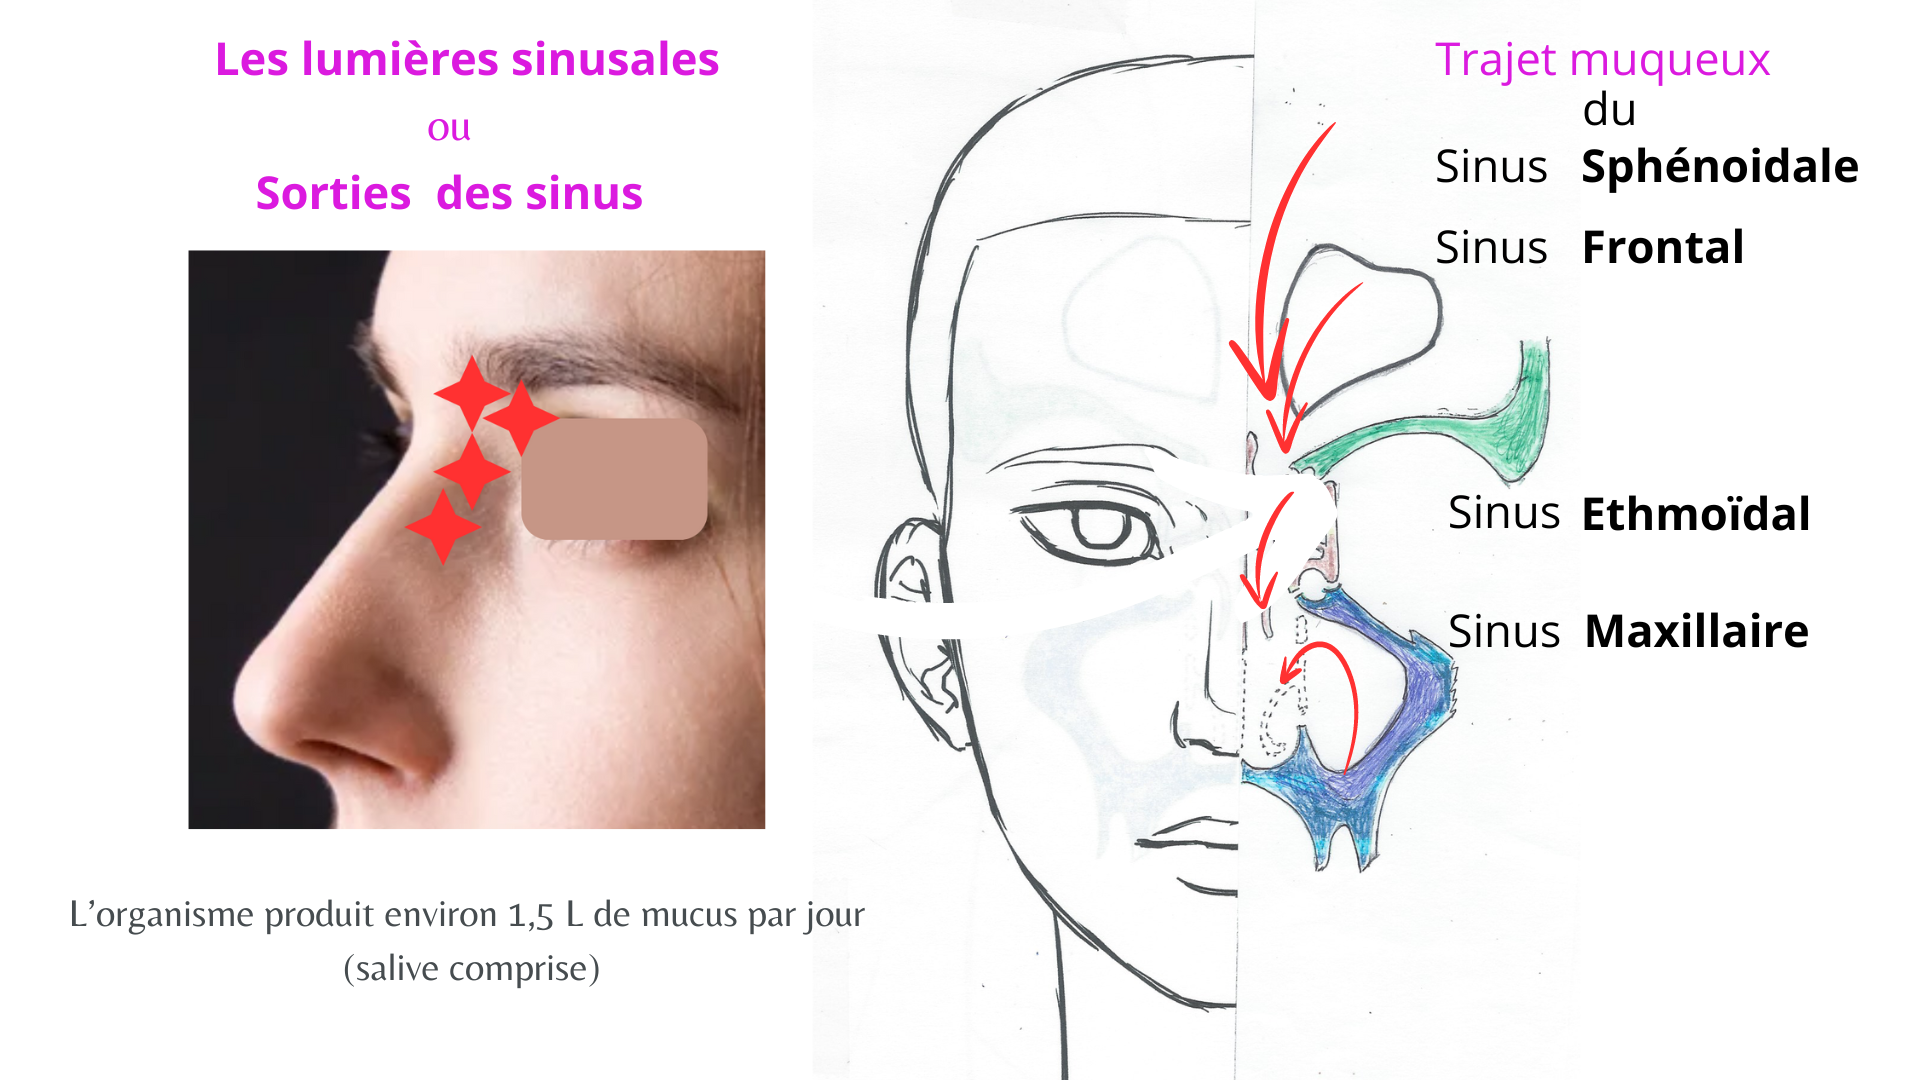 Les lumières sinusales
ou
Sorties des sinus
L'organisme produit environ 1,5 L de mucus par jour
(salive comprise)
Trajet muqueux
du
Sinus Sphénoidale
Sinus Frontal
Sinus Ethmoïdal
Sinus Maxillaire